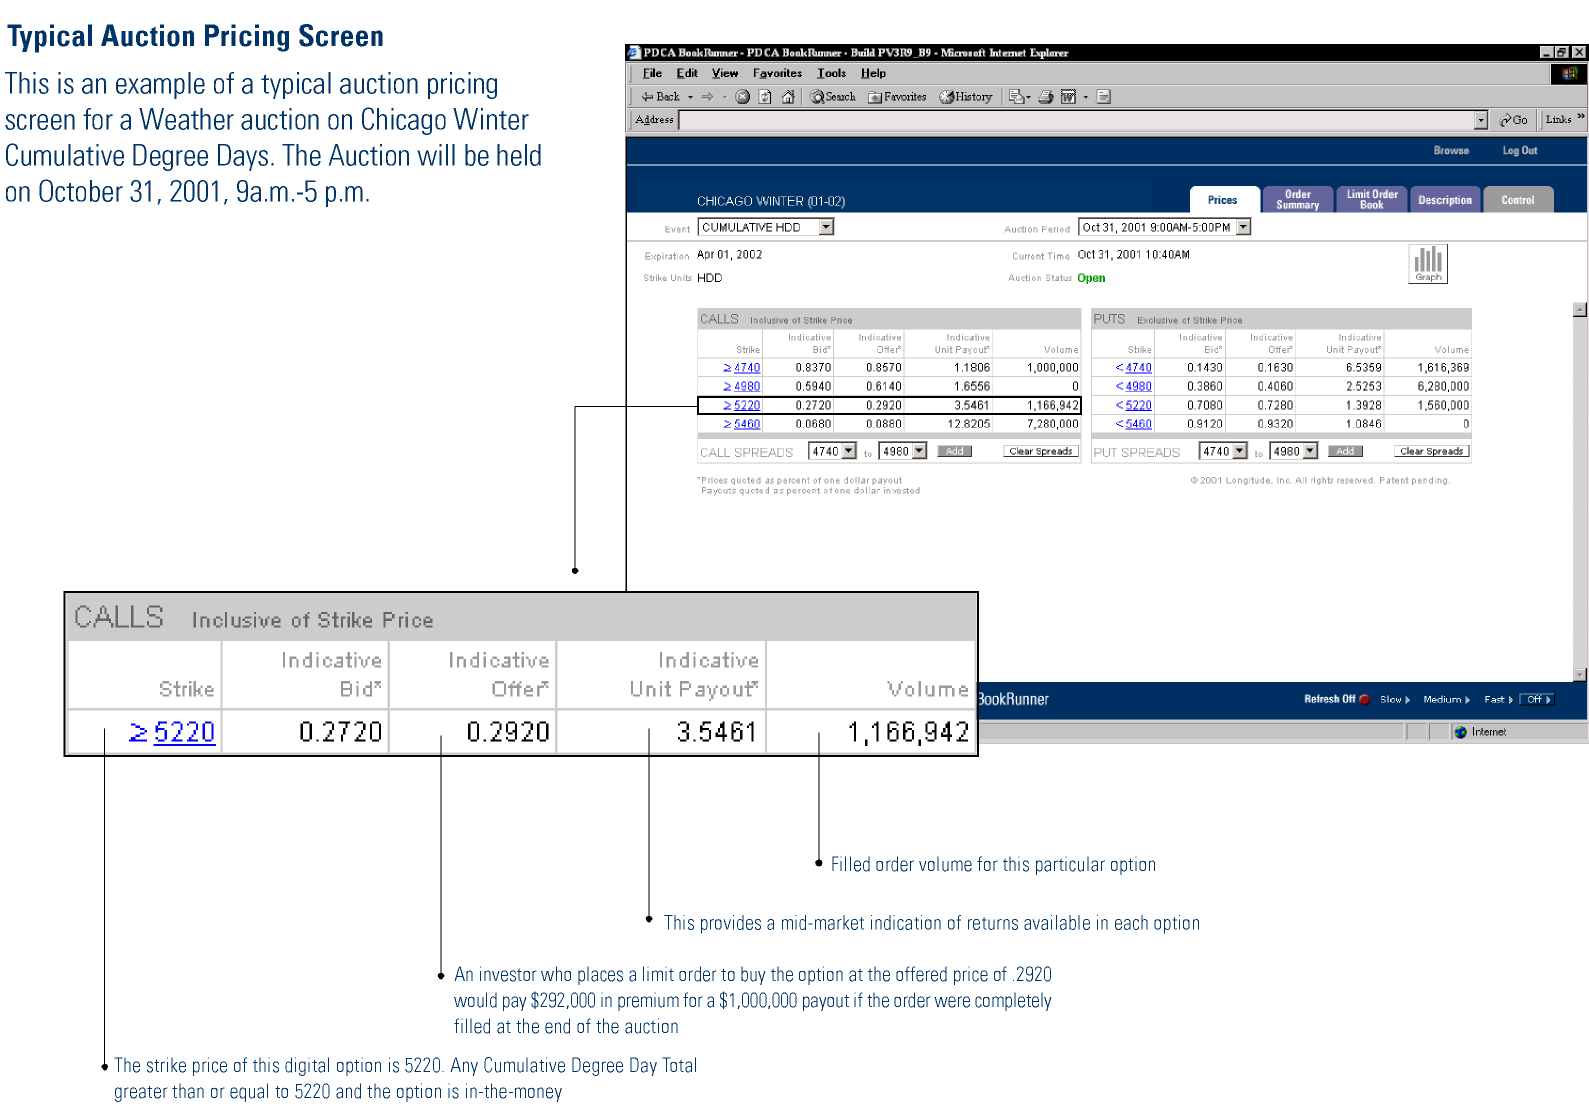 Typical Auction Pricing Screen
This is an example of a typical auction pricing
screen for a Weather auction on Chicago Winter
Cumulative Degree Days. The Auction will be held
on October 31, 2001, 9a.m.-5 p.m.
PDCA BookRunner - PDCA BookRunner - Build PV3R9_B9 - Microsoft Internet Explorer
File Edit View Favorites Tools Help
Back Search Favorites History
Address Go Links »
Browse Log Out
CHICAGO WINTER (01-02) Prices Order Summary Limit Order Book Description Control
Event CUMULATIVE HDD Auction Period Oct 31, 2001 9:00AM-5:00PM
Expiration Apr 01, 2002 Current Time Oct 31, 2001 10:40AM
Strike Units HDD Auction Status Open Graph
CALLS Inclusive of Strike Price PUTS Exclusive of Strike Price
Strike Indicative Bid* Indicative Offer* Indicative Unit Payout* Volume Strike Indicative Bid* Indicative Offer* Indicative Unit Payout* Volume
≥ 4740 0.8370 0.8570 1.1806 1,000,000 < 4740 0.1430 0.1630 6.5359 1,616,369
≥ 4980 0.5940 0.6140 1.6556 0 < 4980 0.3860 0.4060 2.5253 6,280,000
≥ 5220 0.2720 0.2920 3.5461 1,166,942 < 5220 0.7080 0.7280 1.3928 1,560,000
≥ 5460 0.0680 0.0880 12.8205 7,280,000 < 5460 0.9120 0.9320 1.0846 0
CALL SPREADS 4740 to 4980 Add Clear Spreads PUT SPREADS 4740 to 4980 Add Clear Spreads
*Prices quoted as percent of one dollar payout © 2001 Longitude, Inc. All rights reserved. Patent pending.
Payouts quoted as percent of one dollar invested
CALLS Inclusive of Strike Price
Strike Indicative Bid* Indicative Offer* Indicative Unit Payout* Volume
≥ 5220 0.2720 0.2920 3.5461 1,166,942
BookRunner Refresh Off Slow Medium Fast Off
Internet
Filled order volume for this particular option
This provides a mid-market indication of returns available in each option
An investor who places a limit order to buy the option at the offered price of .2920
would pay $292,000 in premium for a $1,000,000 payout if the order were completely
filled at the end of the auction
The strike price of this digital option is 5220. Any Cumulative Degree Day Total
greater than or equal to 5220 and the option is in-the-money